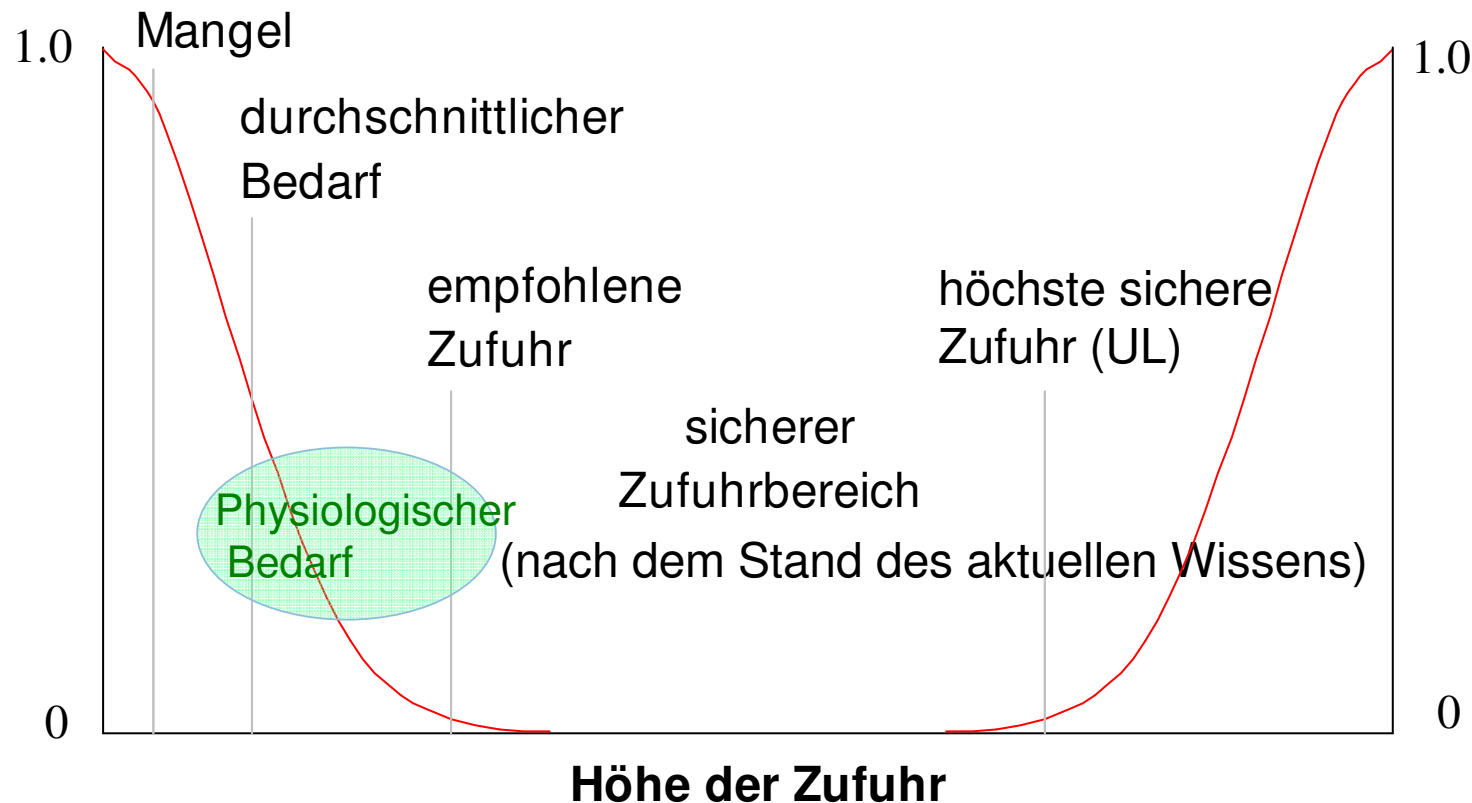 Mangel
1.0
1.0
durchschnittlicher
Bedarf
empfohlene
Zufuhr
höchste sichere
Zufuhr (UL)
sicherer
Zufuhrbereich
(nach dem Stand des aktuellen Wissens)
Physiologischer
Bedarf
0
0
Höhe der Zufuhr